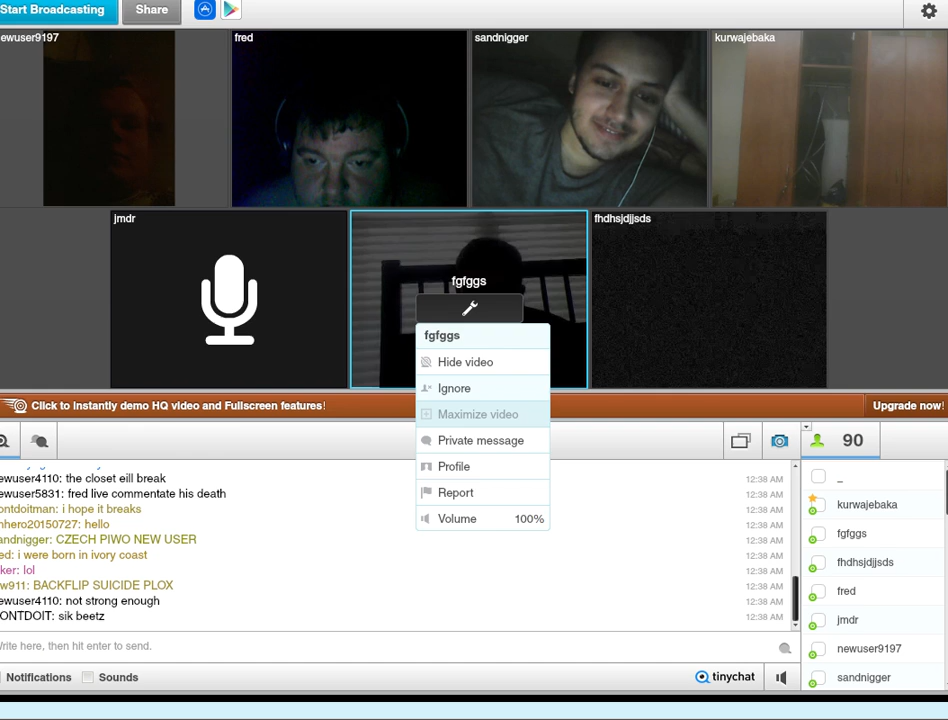 Start Broadcasting
Share
ewuser9197
fred
sandnigger
kurwajebaka
jmdr
fgfggs
fhdhsjdjjsds
fgfggs
Hide video
Ignore
Maximize video
Private message
Profile
Report
Volume 100%
Click to instantly demo HQ video and Fullscreen features!
Upgrade now!
90
ewuser4110: the closet eill break 12:38 AM
ewuser5831: fred live commentate his death 12:38 AM
ontdoitman: i hope it breaks 12:38 AM
nhero20150727: hello 12:38 AM
andnigger: CZECH PIWO NEW USER 12:38 AM
ed: i were born in ivory coast 12:38 AM
ker: lol 12:38 AM
w911: BACKFLIP SUICIDE PLOX 12:38 AM
ewuser4110: not strong enough 12:38 AM
ONTDOIT: sik beetz 12:38 AM
_
kurwajebaka
fgfggs
fhdhsjdjjsds
fred
jmdr
newuser9197
sandnigger
Write here, then hit enter to send.
Notifications
Sounds
tinychat